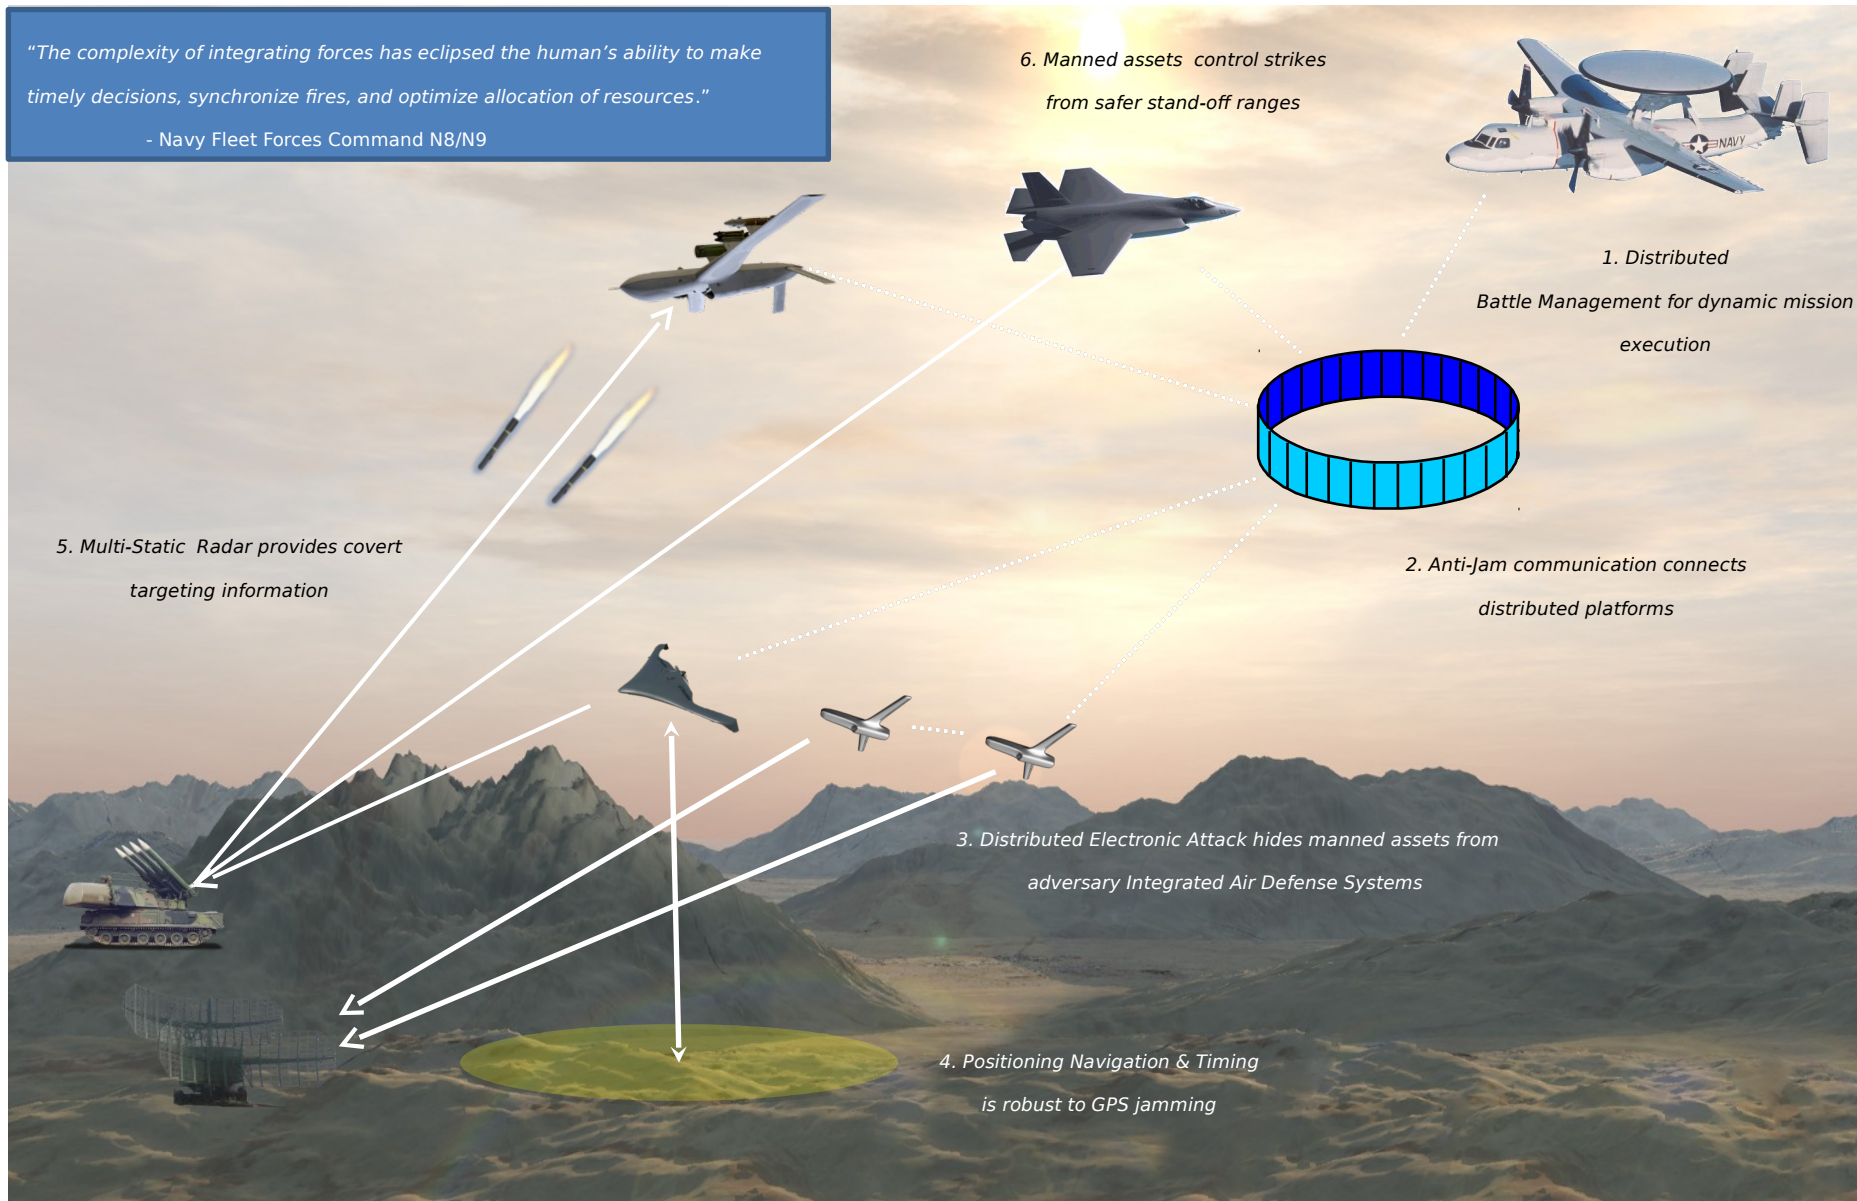 “The complexity of integrating forces has eclipsed the human’s ability to make
timely decisions, synchronize fires, and optimize allocation of resources.”
- Navy Fleet Forces Command N8/N9
6. Manned assets control strikes
from safer stand-off ranges
NAVY
1. Distributed
Battle Management for dynamic mission
execution
5. Multi-Static Radar provides covert
targeting information
2. Anti-Jam communication connects
distributed platforms
3. Distributed Electronic Attack hides manned assets from
adversary Integrated Air Defense Systems
4. Positioning Navigation & Timing
is robust to GPS jamming